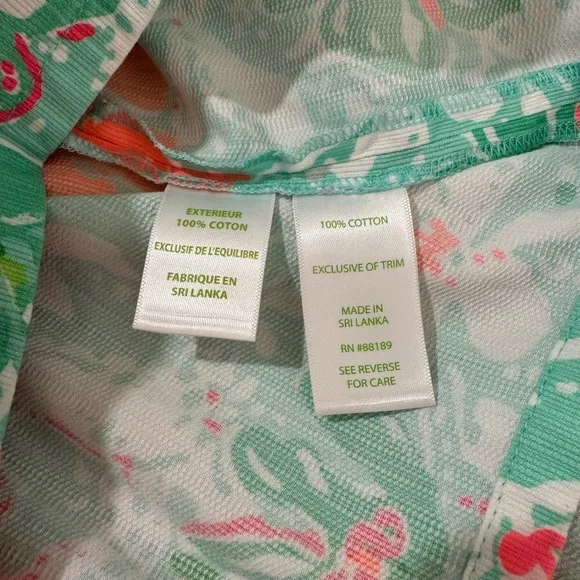 EXTERIEUR
100% COTON
EXCLUSIF DE L'EQUILIBRE
FABRIQUE EN
SRI LANKA
100% COTTON
EXCLUSIVE OF TRIM
MADE IN
SRI LANKA
RN #88189
SEE REVERSE
FOR CARE